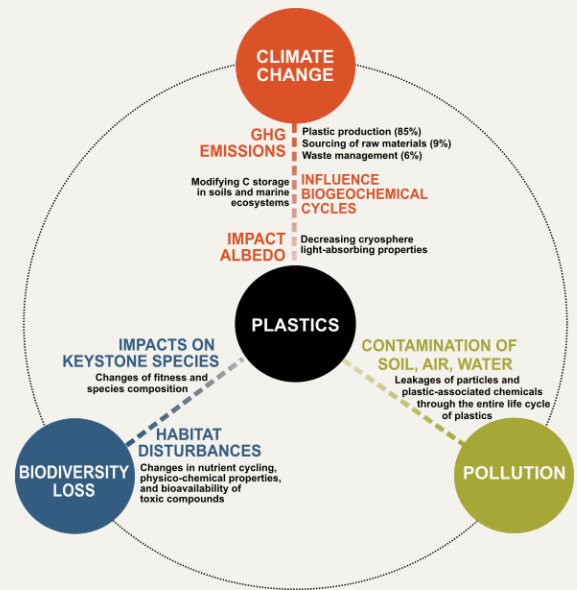 CLIMATE
CHANGE
GHG
EMISSIONS
Plastic production (85%)
Sourcing of raw materials (9%)
Waste management (6%)
Modifying C storage
in soils and marine
ecosystems
INFLUENCE
BIOGEOCHEMICAL
CYCLES
IMPACT
ALBEDO
Decreasing cryosphere
light-absorbing properties
PLASTICS
IMPACTS ON
KEYSTONE SPECIES
Changes of fitness and
species composition
CONTAMINATION OF
SOIL, AIR, WATER
Leakages of particles and
plastic-associated chemicals
through the entire life cycle
of plastics
HABITAT
DISTURBANCES
Changes in nutrient cycling,
physico-chemical properties,
and bioavailability of
toxic compounds
BIODIVERSITY
LOSS
POLLUTION